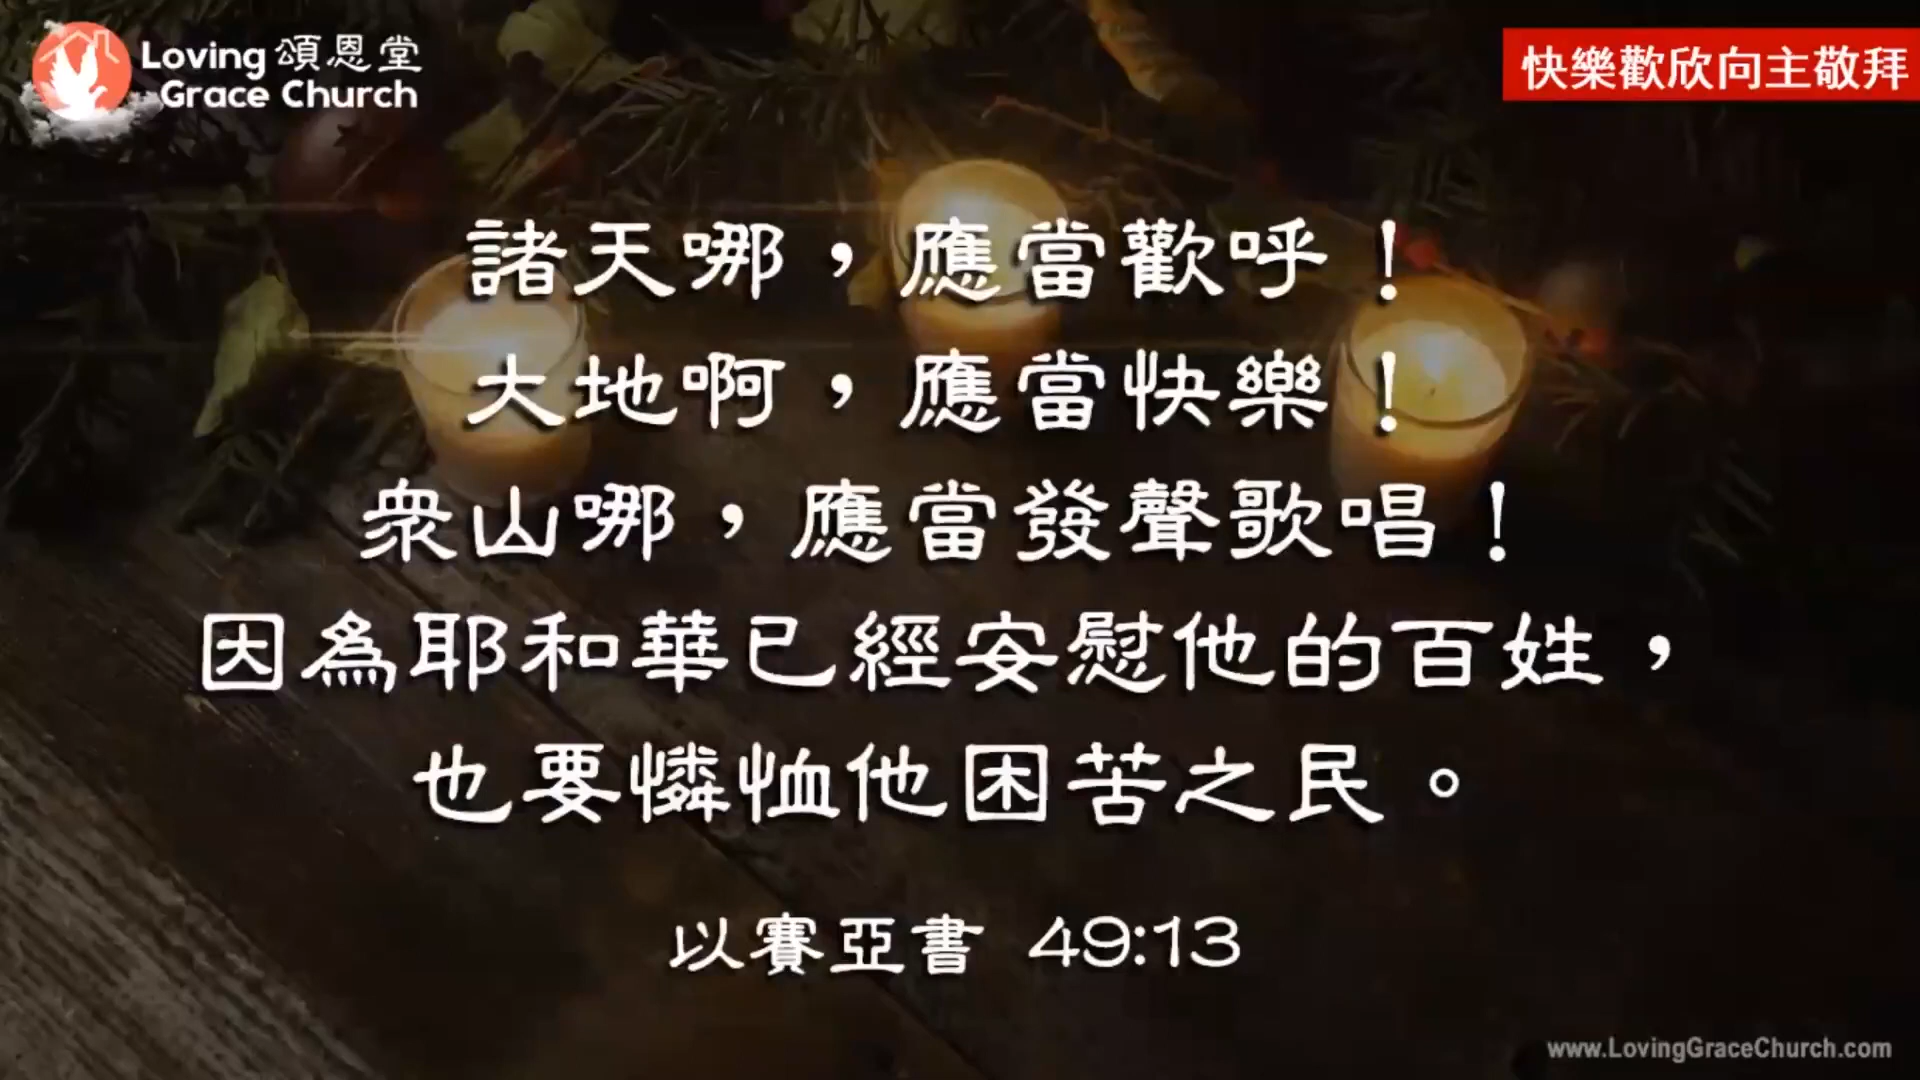 Loving 頌恩堂
Grace Church
快樂歡欣向主敬拜
諸天哪，應當歡呼！
大地啊，應當快樂！
衆山哪，應當發聲歌唱！
因為耶和華已經安慰他的百姓，
也要憐恤他困苦之民。
以賽亞書 49:13
www.LovingGraceChurch.com